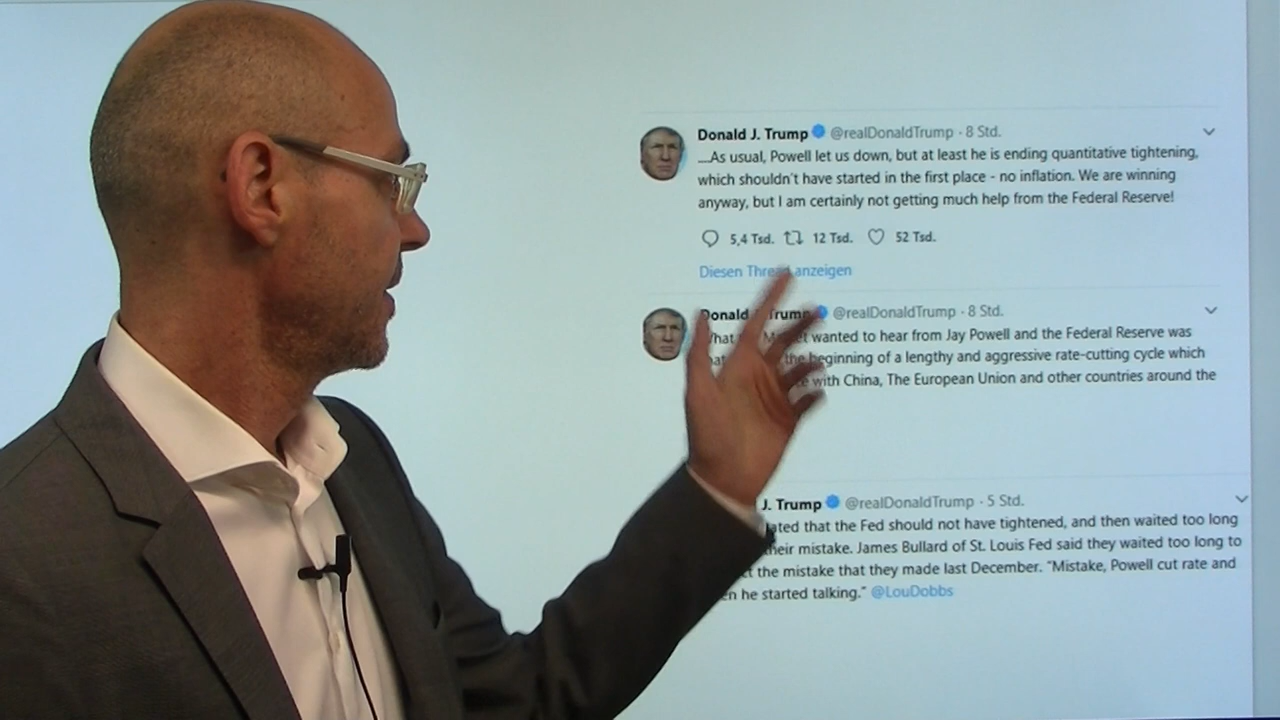 Donald J. Trump @realDonaldTrump · 8 Std.
....As usual, Powell let us down, but at least he is ending quantitative tightening,
which shouldn't have started in the first place - no inflation. We are winning
anyway, but I am certainly not getting much help from the Federal Reserve!
5,4 Tsd. 12 Tsd. 52 Tsd.
Diesen Thread anzeigen
Donald Trump @realDonaldTrump · 8 Std.
wanted to hear from Jay Powell and the Federal Reserve was
the beginning of a lengthy and aggressive rate-cutting cycle which
with China, The European Union and other countries around the
J. Trump @realDonaldTrump · 5 Std.
that the Fed should not have tightened, and then waited too long
their mistake. James Bullard of St. Louis Fed said they waited too long to
the mistake that they made last December. "Mistake, Powell cut rate and
he started talking." @LouDobbs